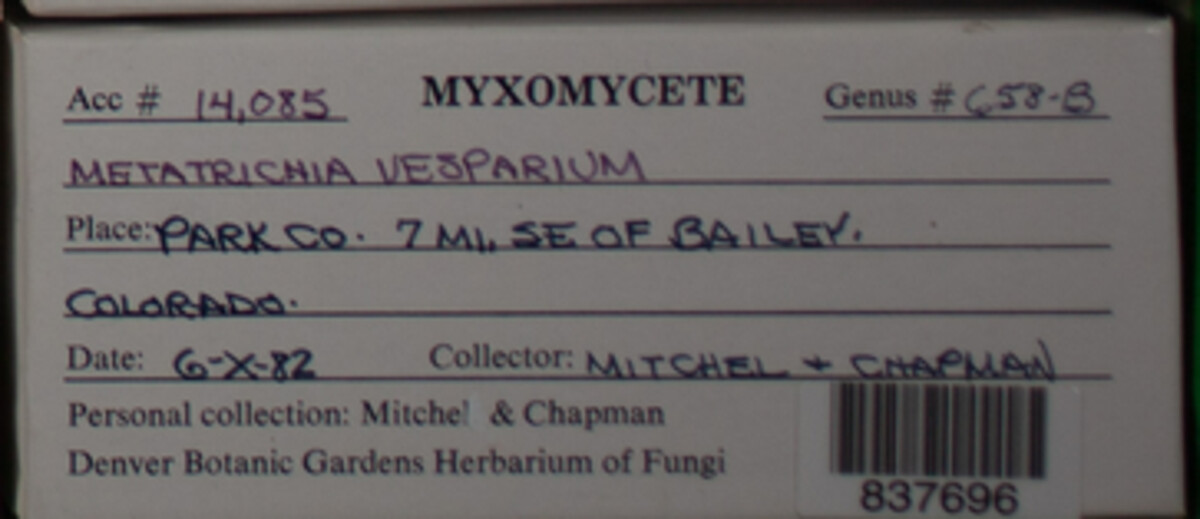 Acc # 14,085 MYXOMYCETE Genus # 658-B
METATRICHIA VESPARIUM
Place: PARK CO. 7 MI. SE OF BAILEY.
COLORADO.
Date: 6-X-82 Collector: MITCHEL + CHAPMAN
Personal collection: Mitchel & Chapman
Denver Botanic Gardens Herbarium of Fungi
837696